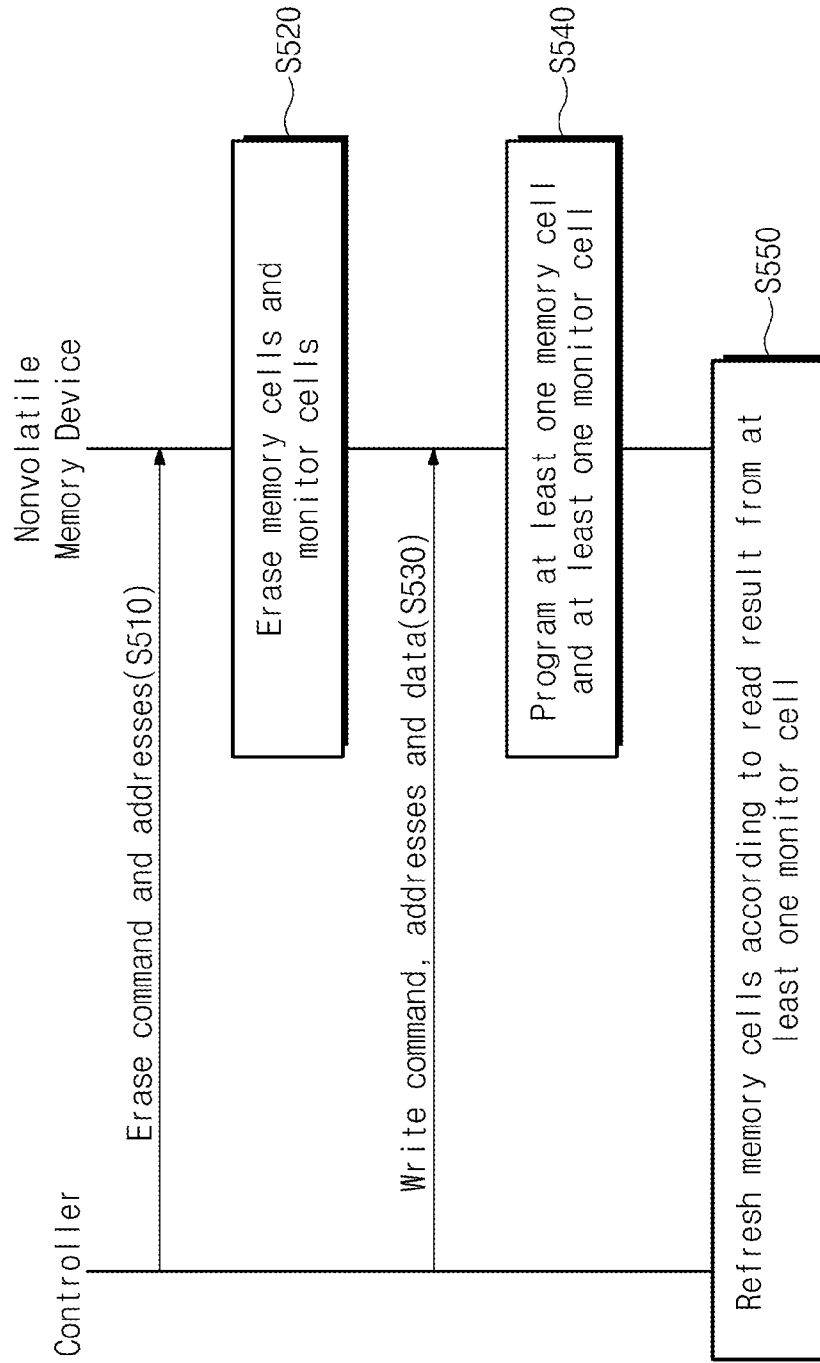 Controller
Nonvolatile
Memory Device
Erase command and addresses(S510)
Erase memory cells and
monitor cells
S520
Write command, addresses and data(S530)
Program at least one memory cell
and at least one monitor cell
S540
Refresh memory cells according to read result from at
least one monitor cell
S550